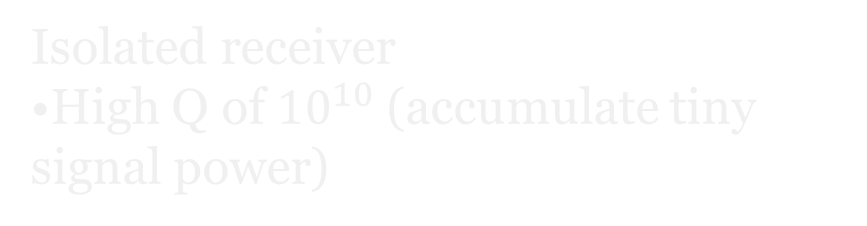 Isolated receiver
•High Q of 10¹⁰ (accumulate tiny
signal power)